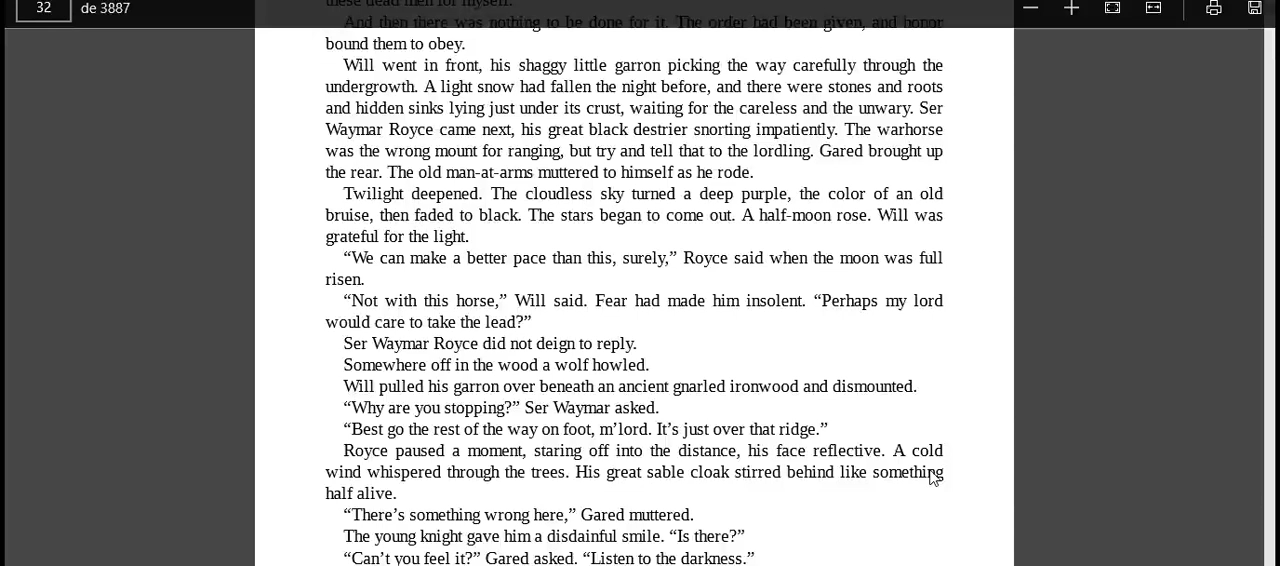 32 de 3887
these dead men for myself.
And then there was nothing to be done for it. The order had been given, and honor
bound them to obey.
Will went in front, his shaggy little garron picking the way carefully through the
undergrowth. A light snow had fallen the night before, and there were stones and roots
and hidden sinks lying just under its crust, waiting for the careless and the unwary. Ser
Waymar Royce came next, his great black destrier snorting impatiently. The warhorse
was the wrong mount for ranging, but try and tell that to the lordling. Gared brought up
the rear. The old man-at-arms muttered to himself as he rode.
Twilight deepened. The cloudless sky turned a deep purple, the color of an old
bruise, then faded to black. The stars began to come out. A half-moon rose. Will was
grateful for the light.
“We can make a better pace than this, surely,” Royce said when the moon was full
risen.
“Not with this horse,” Will said. Fear had made him insolent. “Perhaps my lord
would care to take the lead?”
Ser Waymar Royce did not deign to reply.
Somewhere off in the wood a wolf howled.
Will pulled his garron over beneath an ancient gnarled ironwood and dismounted.
“Why are you stopping?” Ser Waymar asked.
“Best go the rest of the way on foot, m’lord. It’s just over that ridge.”
Royce paused a moment, staring off into the distance, his face reflective. A cold
wind whispered through the trees. His great sable cloak stirred behind like something
half alive.
“There’s something wrong here,” Gared muttered.
The young knight gave him a disdainful smile. “Is there?”
“Can’t you feel it?” Gared asked. “Listen to the darkness.”